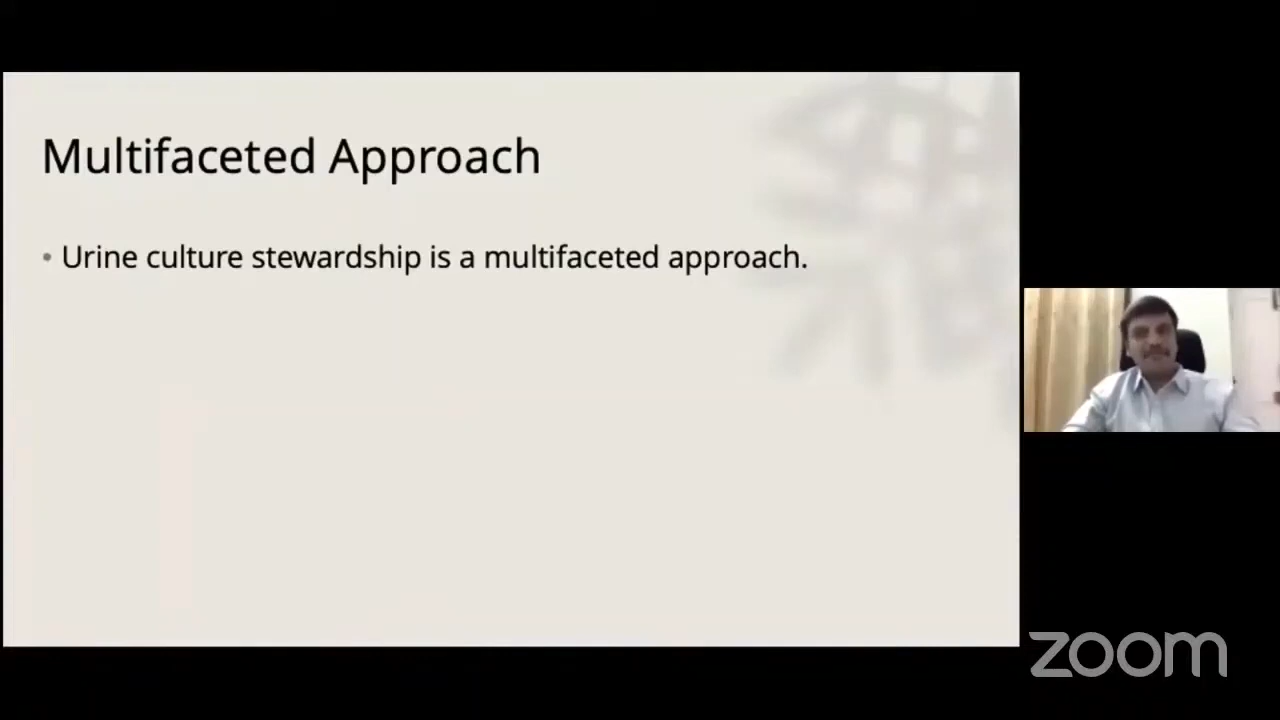 Multifaceted Approach
• Urine culture stewardship is a multifaceted approach.
zoom